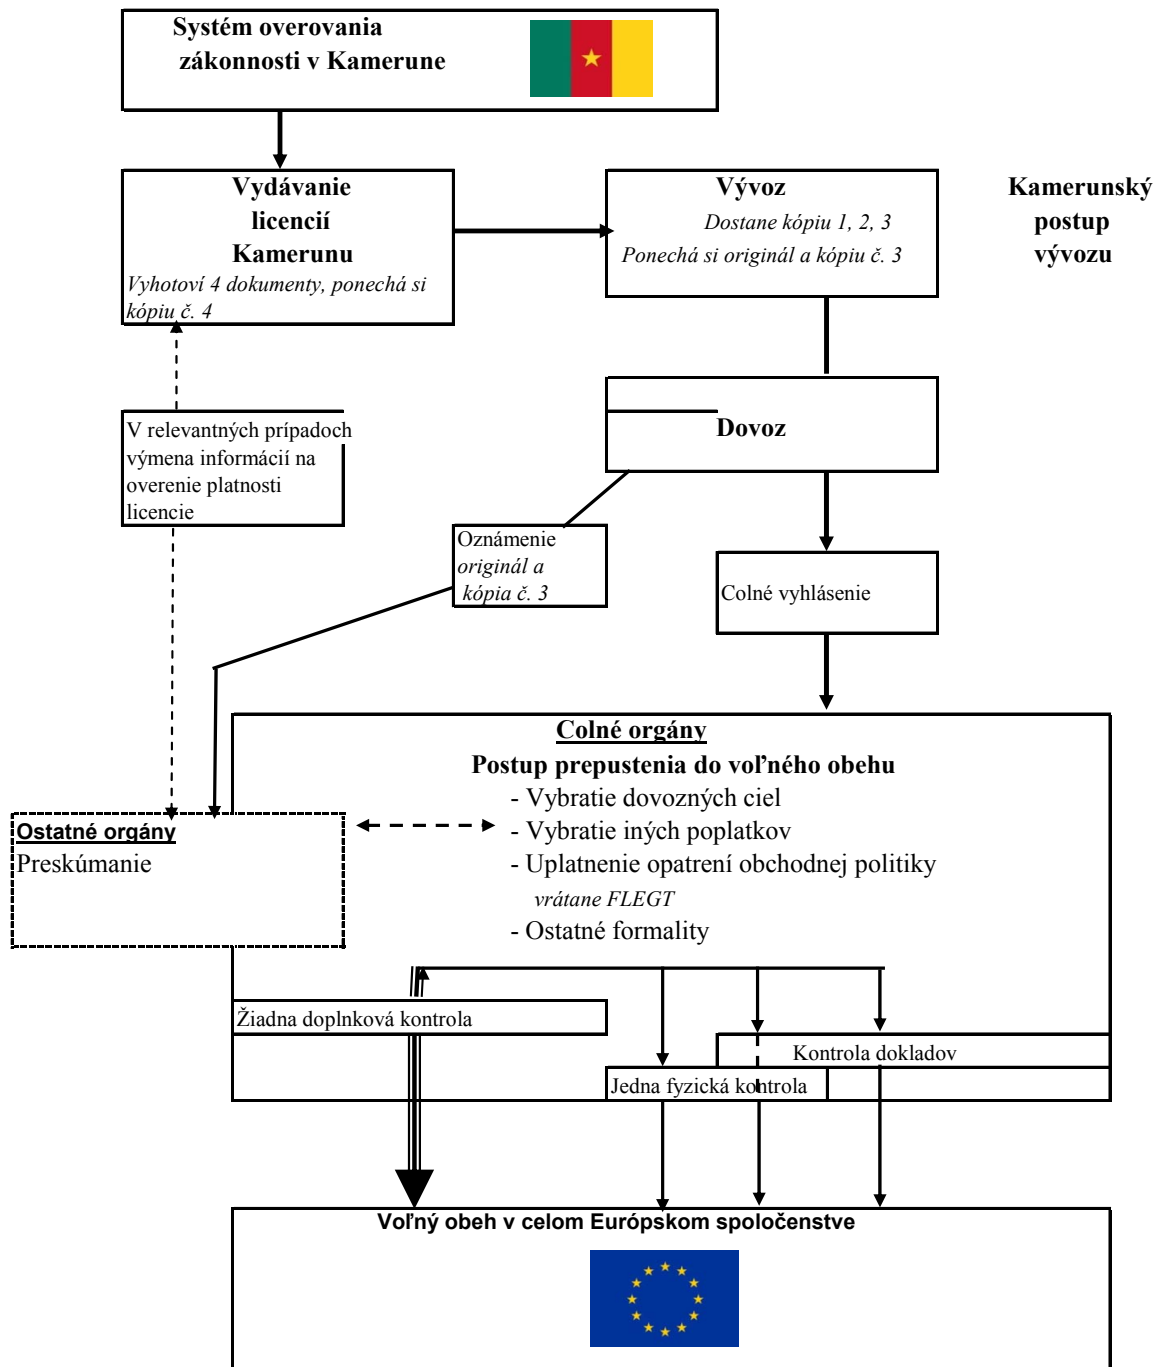 Systém overovania
zákonnosti v Kamerune
Vydávanie
licencií
Kamerunu
Vyhotoví 4 dokumenty, ponechá si
kópiu č. 4
Vývoz
Dostane kópiu 1, 2, 3
Ponechá si originál a kópiu č. 3
Kamerunský
postup
vývozu
Dovoz
V relevantných prípadoch
výmena informácií na
overenie platnosti
licencie
Oznámenie
originál a
kópia č. 3
Colné vyhlásenie
Colné orgány
Postup prepustenia do voľného obehu
- Vybratie dovozných ciel
- Vybratie iných poplatkov
- Uplatnenie opatrení obchodnej politiky
vrátane FLEGT
- Ostatné formality
Ostatné orgány
Preskúmanie
Žiadna doplnková kontrola
Kontrola dokladov
Jedna fyzická kontrola
Voľný obeh v celom Európskom spoločenstve